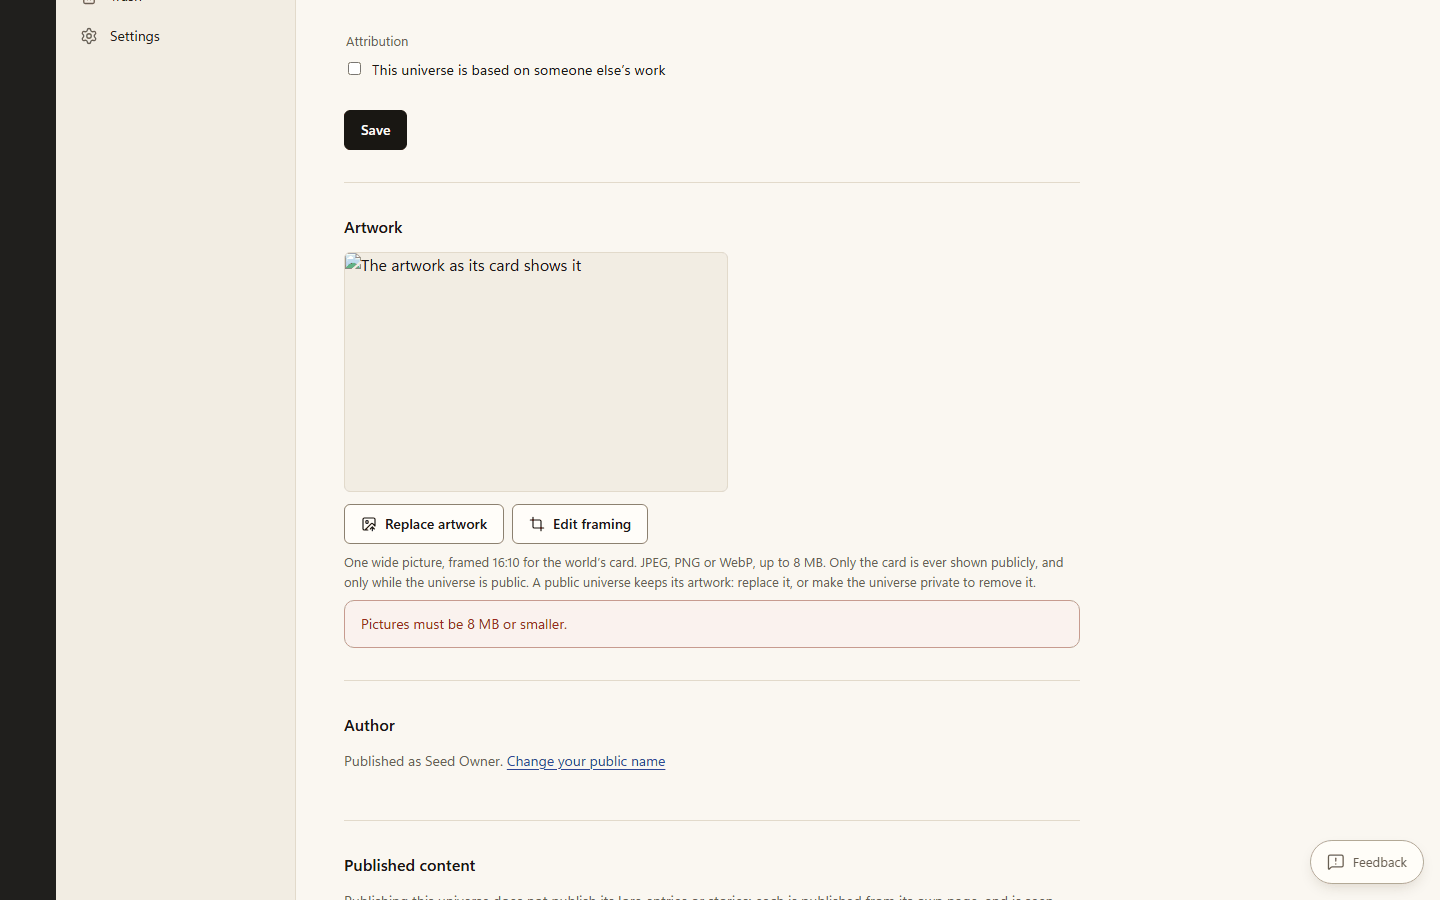 Settings
Attribution
This universe is based on someone else’s work
Save
Artwork
The artwork as its card shows it
Replace artwork
Edit framing
One wide picture, framed 16:10 for the world’s card. JPEG, PNG or WebP, up to 8 MB. Only the card is ever shown publicly, and
only while the universe is public. A public universe keeps its artwork: replace it, or make the universe private to remove it.
Pictures must be 8 MB or smaller.
Author
Published as Seed Owner. Change your public name
Published content
Feedback